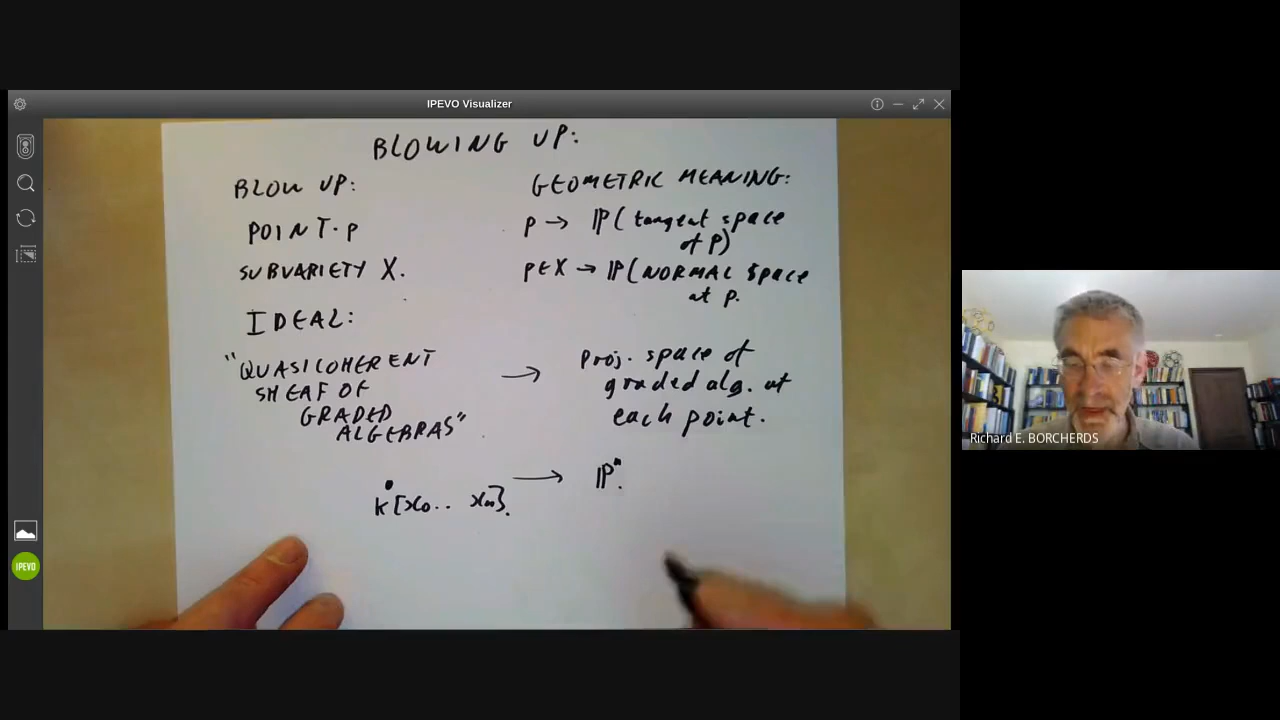 IPEVO Visualizer
BLOWING UP:
BLOW UP:
GEOMETRIC MEANING:
POINT. p
p → ℙ(tangent space
of p)
SUBVARIETY X.
p∈X → ℙ(NORMAL space
at p.
IDEAL:
"QUASICOHERENT
SHEAF OF
GRADED
ALGEBRAS"
→ Proj. space of
graded alg. at
each point.
k[x₀.. xₙ]. → ℙⁿ.
IPEVO
Richard E. BORCHERDS